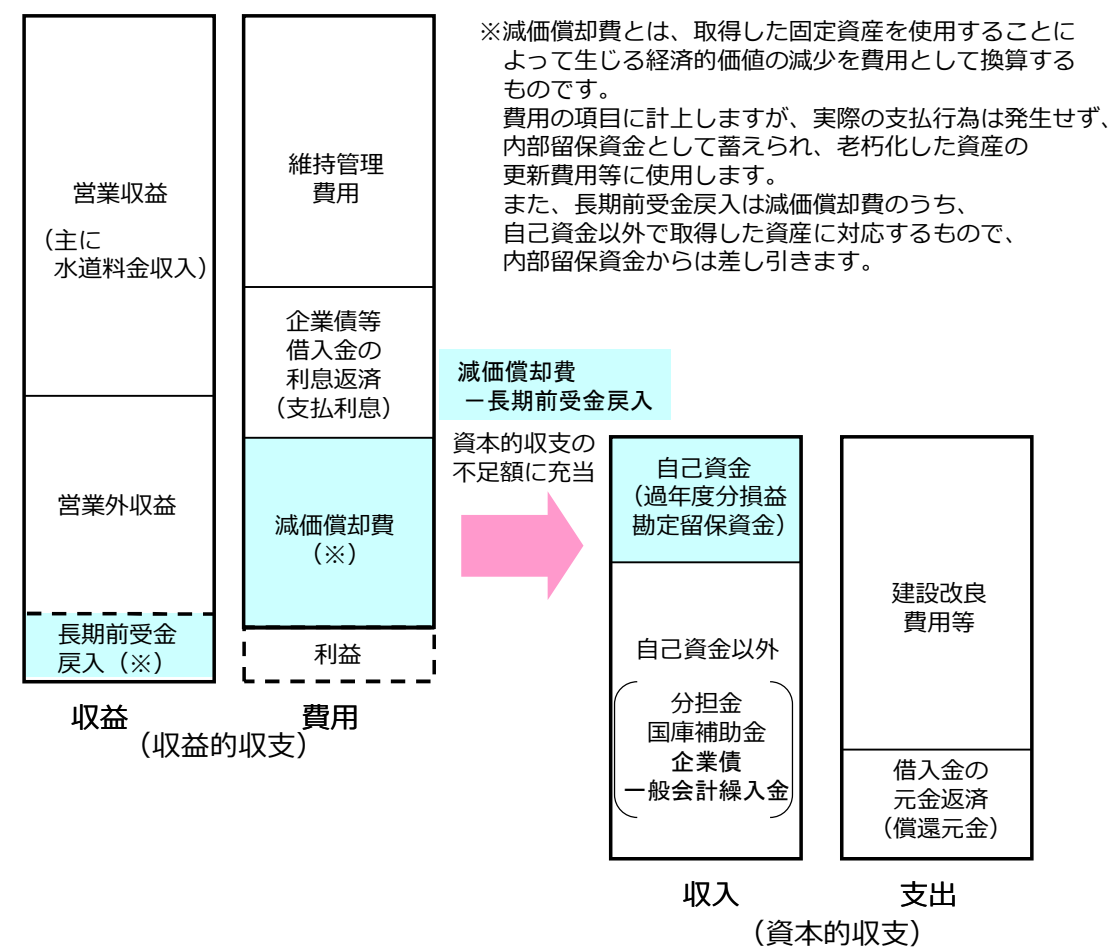 ※減価償却費とは、取得した固定資産を使用することに
よって生じる経済的価値の減少を費用として換算する
ものです。
費用の項目に計上しますが、実際の支払行為は発生せず、
内部留保資金として蓄えられ、老朽化した資産の
更新費用等に使用します。
また、長期前受金戻入は減価償却費のうち、
自己資金以外で取得した資産に対応するもので、
内部留保資金からは差し引きます。
営業収益
（主に
水道料金収入）
営業外収益
長期前受金
戻入（※）
収益
維持管理
費用
企業債等
借入金の
利息返済
（支払利息）
減価償却費
（※）
利益
費用
（収益的収支）
減価償却費
－長期前受金戻入
資本的収支の
不足額に充当
自己資金
（過年度分損益
勘定留保資金）
自己資金以外
分担金
国庫補助金
企業債
一般会計繰入金
収入
建設改良
費用等
借入金の
元金返済
（償還元金）
支出
（資本的収支）